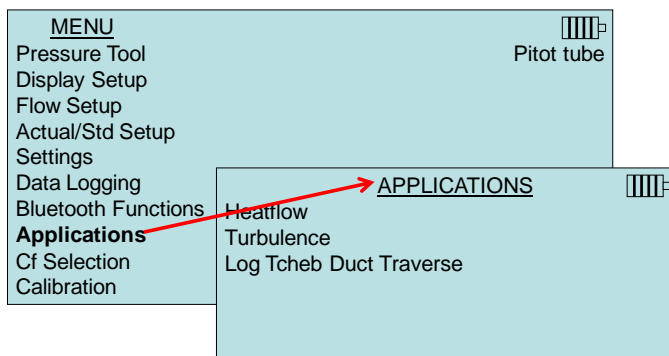 MENU
Pressure Tool
Pitot tube
Display Setup
Flow Setup
Actual/Std Setup
Settings
Data Logging
Bluetooth Functions
Applications
Cf Selection
Calibration
APPLICATIONS
Heatflow
Turbulence
Log Tcheb Duct Traverse